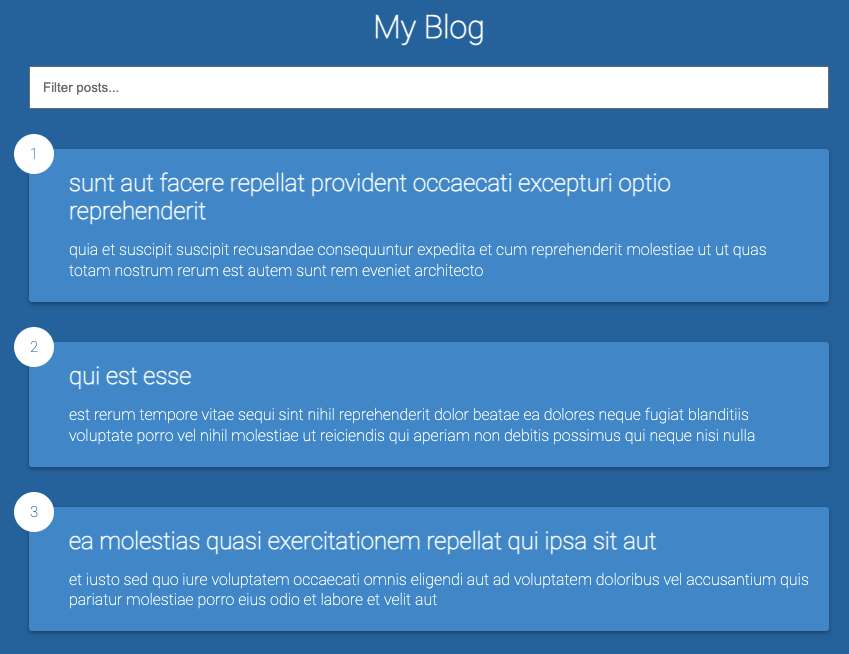 My Blog
Filter posts...
1
sunt aut facere repellat provident occaecati excepturi optio
reprehenderit
quia et suscipit suscipit recusandae consequuntur expedita et cum reprehenderit molestiae ut ut quas
totam nostrum rerum est autem sunt rem eveniet architecto
2
qui est esse
est rerum tempore vitae sequi sint nihil reprehenderit dolor beatae ea dolores neque fugiat blanditiis
voluptate porro vel nihil molestiae ut reiciendis qui aperiam non debitis possimus qui neque nisi nulla
3
ea molestias quasi exercitationem repellat qui ipsa sit aut
et iusto sed quo iure voluptatem occaecati omnis eligendi aut ad voluptatem doloribus vel accusantium quis
pariatur molestiae porro eius odio et labore et velit aut